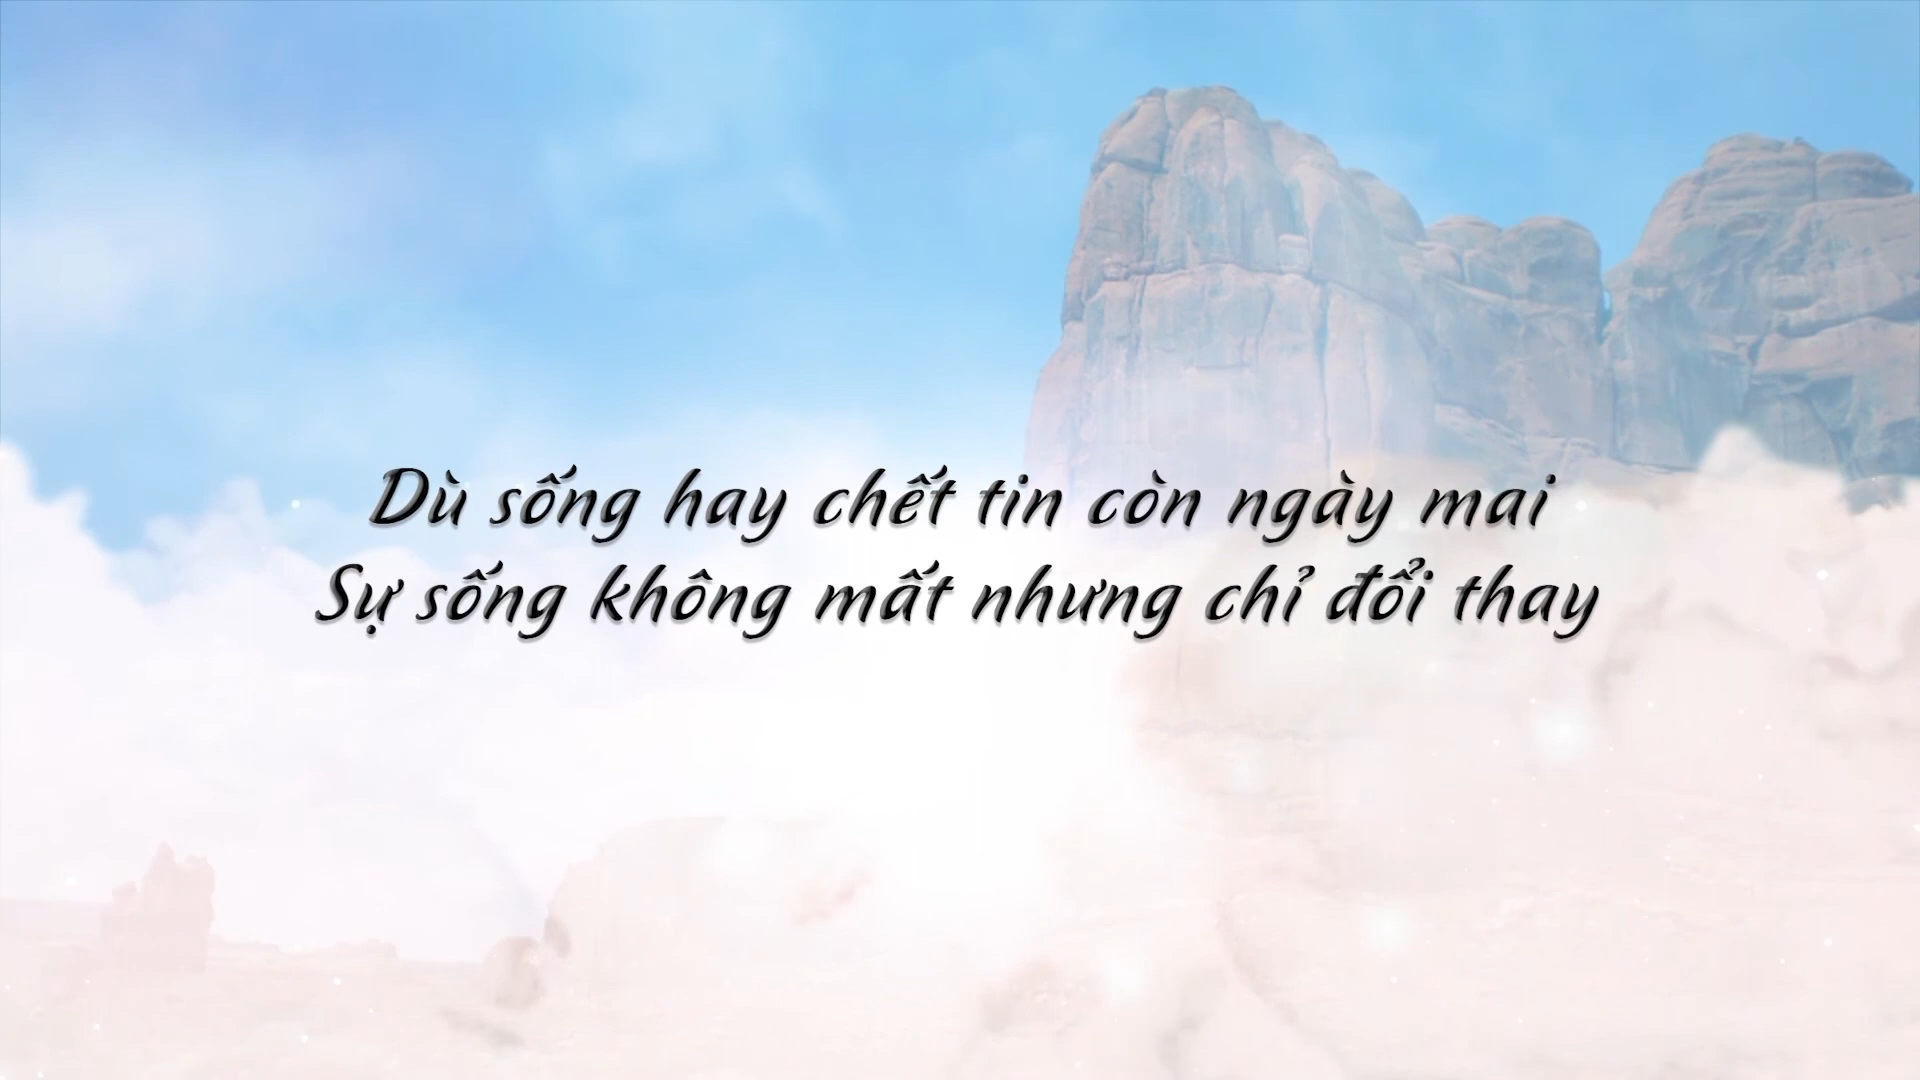 Dù sống hay chết tin còn ngày mai
Sự sống không mất nhưng chỉ đổi thay